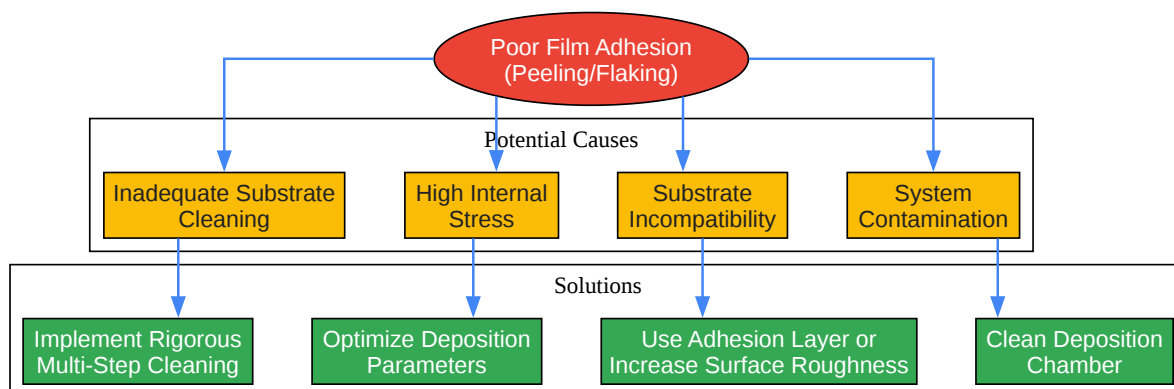 Poor Film Adhesion
(Peeling/Flaking)
Potential Causes
Inadequate Substrate
Cleaning
High Internal
Stress
Substrate
Incompatibility
System
Contamination
Solutions
Implement Rigorous
Multi-Step Cleaning
Optimize Deposition
Parameters
Use Adhesion Layer or
Increase Surface Roughness
Clean Deposition
Chamber